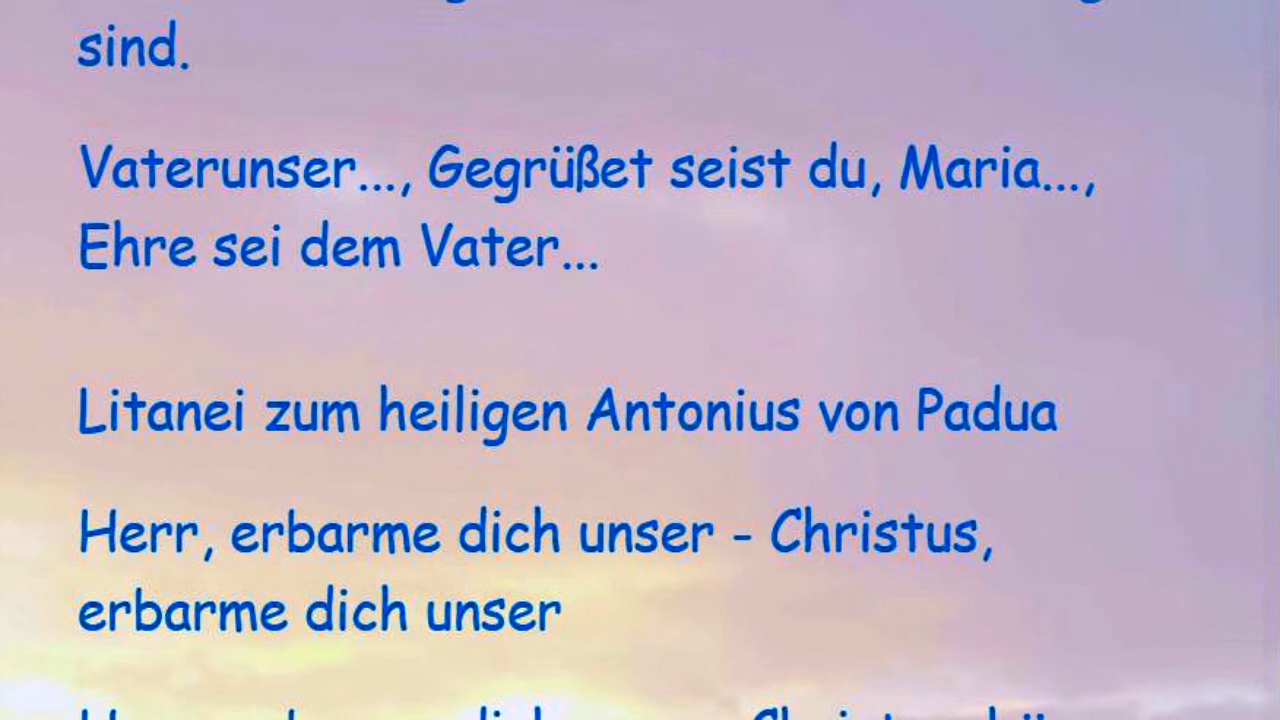 sind.
Vaterunser..., Gegrüßet seist du, Maria...,
Ehre sei dem Vater...
Litanei zum heiligen Antonius von Padua
Herr, erbarme dich unser - Christus,
erbarme dich unser